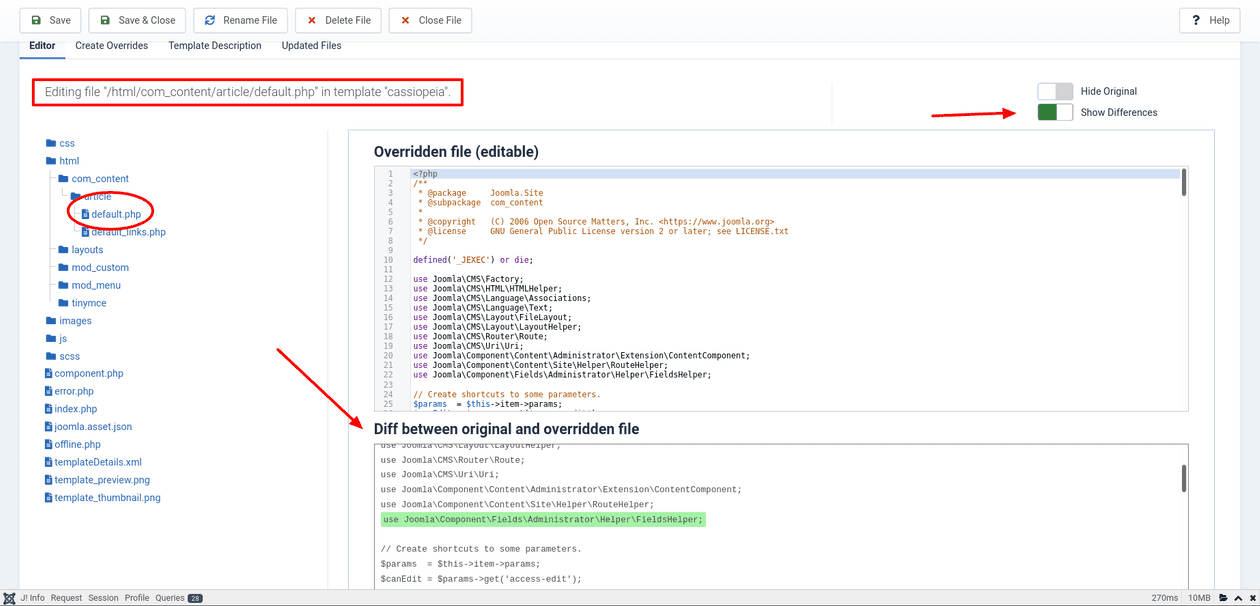 Save
Save & Close
Rename File
Delete File
Close File
Help
Editor
Create Overrides
Template Description
Updated Files
Editing file "/html/com_content/article/default.php" in template "cassiopeia".
Hide Original
Show Differences
css
html
com_content
article
default.php
default_links.php
layouts
mod_custom
mod_menu
tinymce
images
js
scss
component.php
error.php
index.php
joomla.asset.json
offline.php
templateDetails.xml
template_preview.png
template_thumbnail.png
Overridden file (editable)
1 <?php
2 /**
3 * @package Joomla.Site
4 * @subpackage com_content
5 *
6 * @copyright (C) 2006 Open Source Matters, Inc. <https://www.joomla.org>
7 * @license GNU General Public License version 2 or later; see LICENSE.txt
8 */
9
10 defined('_JEXEC') or die;
11
12 use Joomla\CMS\Factory;
13 use Joomla\CMS\HTML\HTMLHelper;
14 use Joomla\CMS\Language\Associations;
15 use Joomla\CMS\Language\Text;
16 use Joomla\CMS\Layout\FileLayout;
17 use Joomla\CMS\Layout\LayoutHelper;
18 use Joomla\CMS\Router\Route;
19 use Joomla\CMS\Uri\Uri;
20 use Joomla\Component\Content\Administrator\Extension\ContentComponent;
21 use Joomla\Component\Content\Site\Helper\RouteHelper;
22 use Joomla\Component\Fields\Administrator\Helper\FieldsHelper;
23
24 // Create shortcuts to some parameters.
25 $params = $this->item->params;
Diff between original and overridden file
use Joomla\CMS\Layout\LayoutHelper;
use Joomla\CMS\Router\Route;
use Joomla\CMS\Uri\Uri;
use Joomla\Component\Content\Administrator\Extension\ContentComponent;
use Joomla\Component\Content\Site\Helper\RouteHelper;
use Joomla\Component\Fields\Administrator\Helper\FieldsHelper;
// Create shortcuts to some parameters.
$params = $this->item->params;
$canEdit = $params->get('access-edit');
J! Info Request Session Profile Queries 28
270ms 10MB